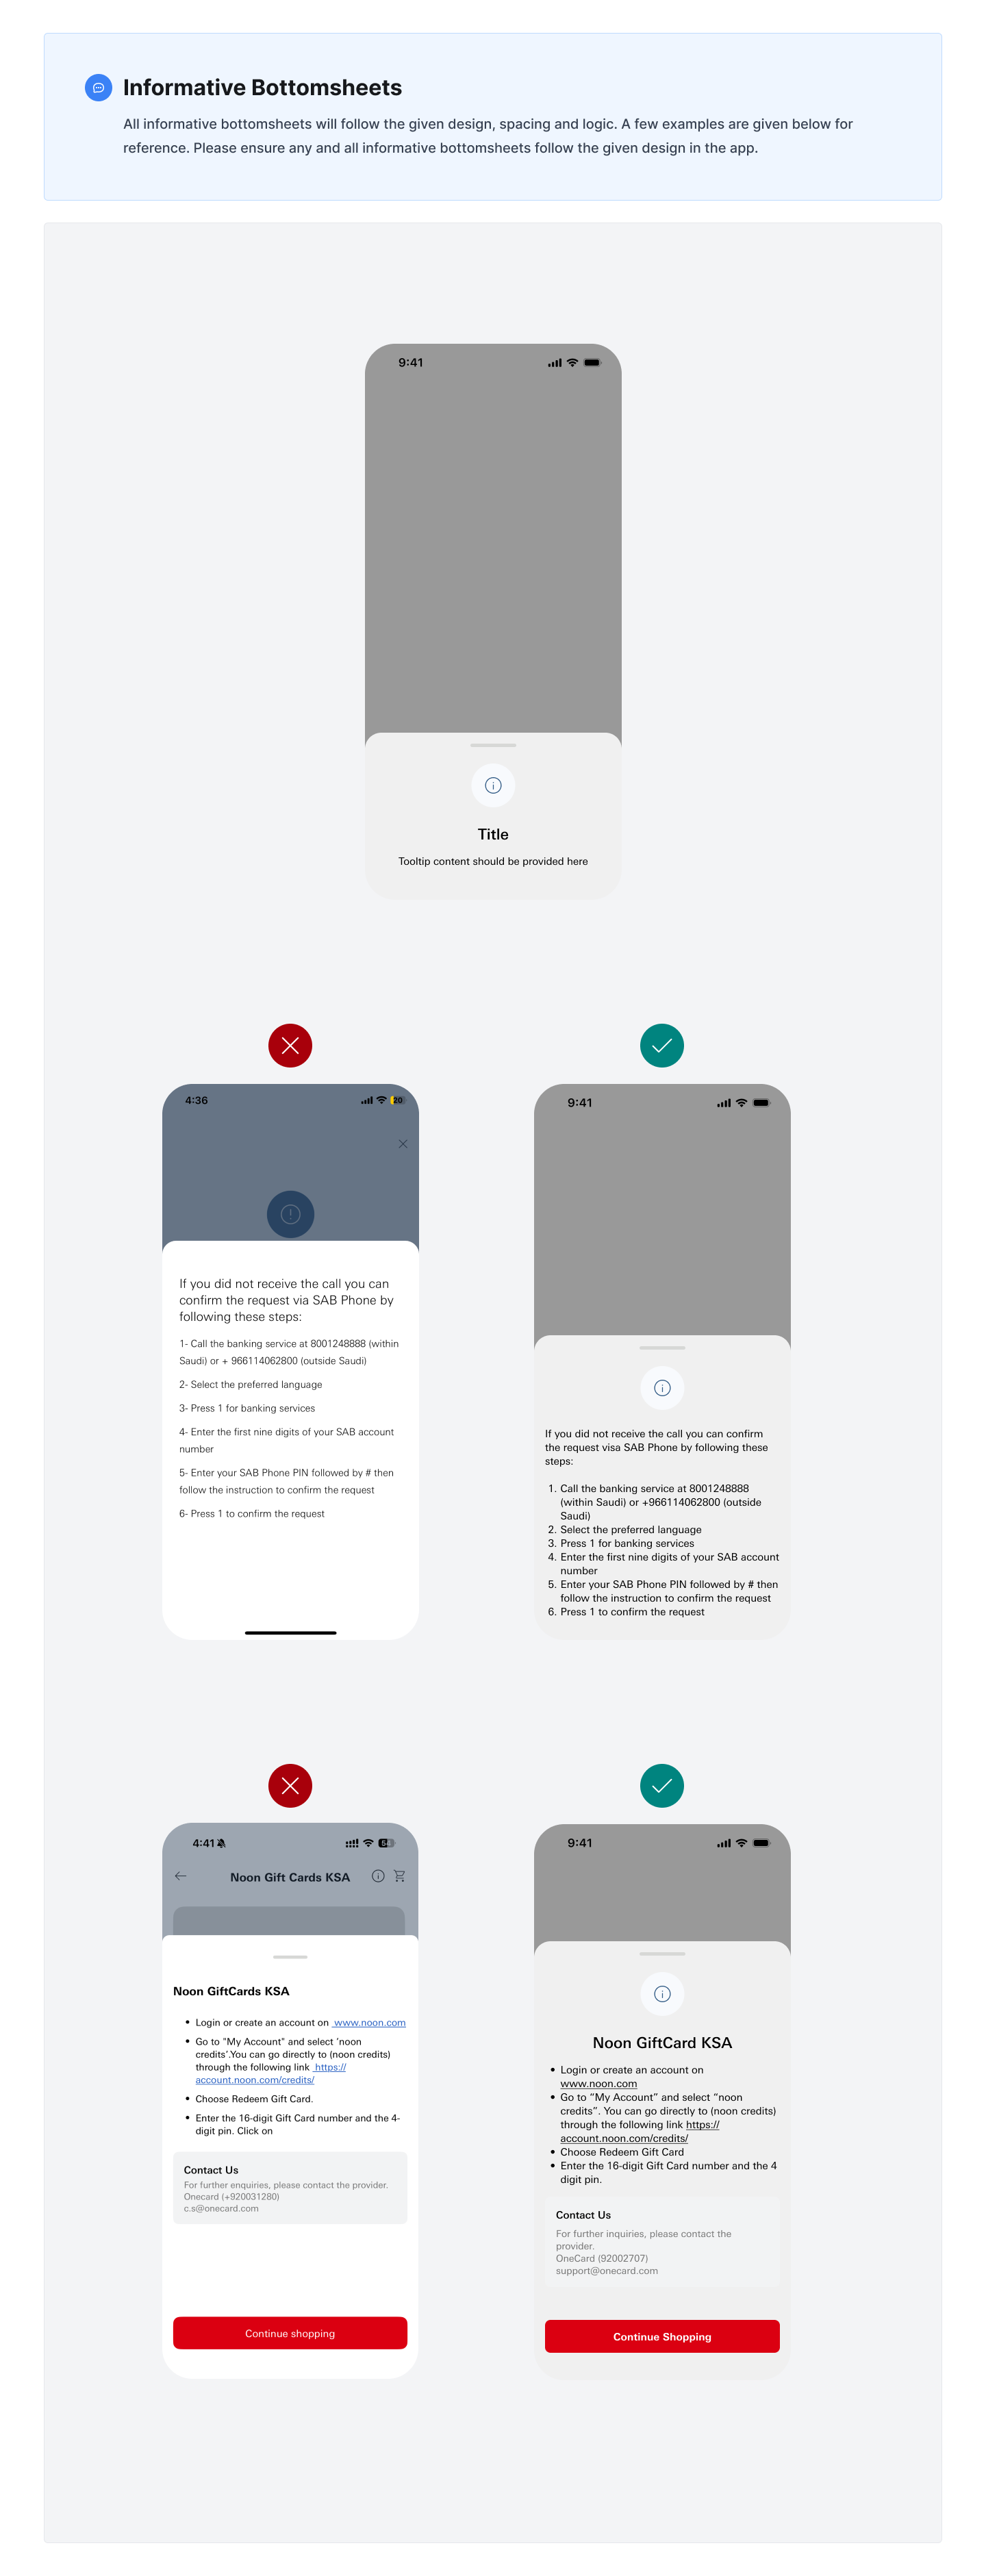 Informative Bottomsheets
All informative bottomsheets will follow the given design, spacing and logic. A few examples are given below for
reference. Please ensure any and all informative bottomsheets follow the given design in the app.
9:41
Title
Tooltip content should be provided here
4:36
20
If you did not receive the call you can
confirm the request via SAB Phone by
following these steps:
1- Call the banking service at 8001248888 (within
Saudi) or + 966114062800 (outside Saudi)
2- Select the preferred language
3- Press 1 for banking services
4- Enter the first nine digits of your SAB account
number
5- Enter your SAB Phone PIN followed by # then
follow the instruction to confirm the request
6- Press 1 to confirm the request
9:41
If you did not receive the call you can confirm
the request visa SAB Phone by following these
steps:
1. Call the banking service at 8001248888
(within Saudi) or +966114062800 (outside
Saudi)
2. Select the preferred language
3. Press 1 for banking services
4. Enter the first nine digits of your SAB account
number
5. Enter your SAB Phone PIN followed by # then
follow the instruction to confirm the request
6. Press 1 to confirm the request
4:41
Noon Gift Cards KSA
Noon GiftCards KSA
• Login or create an account on www.noon.com
• Go to "My Account" and select 'noon
credits'.You can go directly to (noon credits)
through the following link https://
account.noon.com/credits/
• Choose Redeem Gift Card.
• Enter the 16-digit Gift Card number and the 4-
digit pin. Click on
Contact Us
For further enquiries, please contact the provider.
Onecard (+920031280)
c.s@onecard.com
Continue shopping
9:41
Noon GiftCard KSA
• Login or create an account on
www.noon.com
• Go to “My Account” and select “noon
credits”. You can go directly to (noon credits)
through the following link https://
account.noon.com/credits/
• Choose Redeem Gift Card
• Enter the 16-digit Gift Card number and the 4
digit pin.
Contact Us
For further inquiries, please contact the
provider.
OneCard (92002707)
support@onecard.com
Continue Shopping